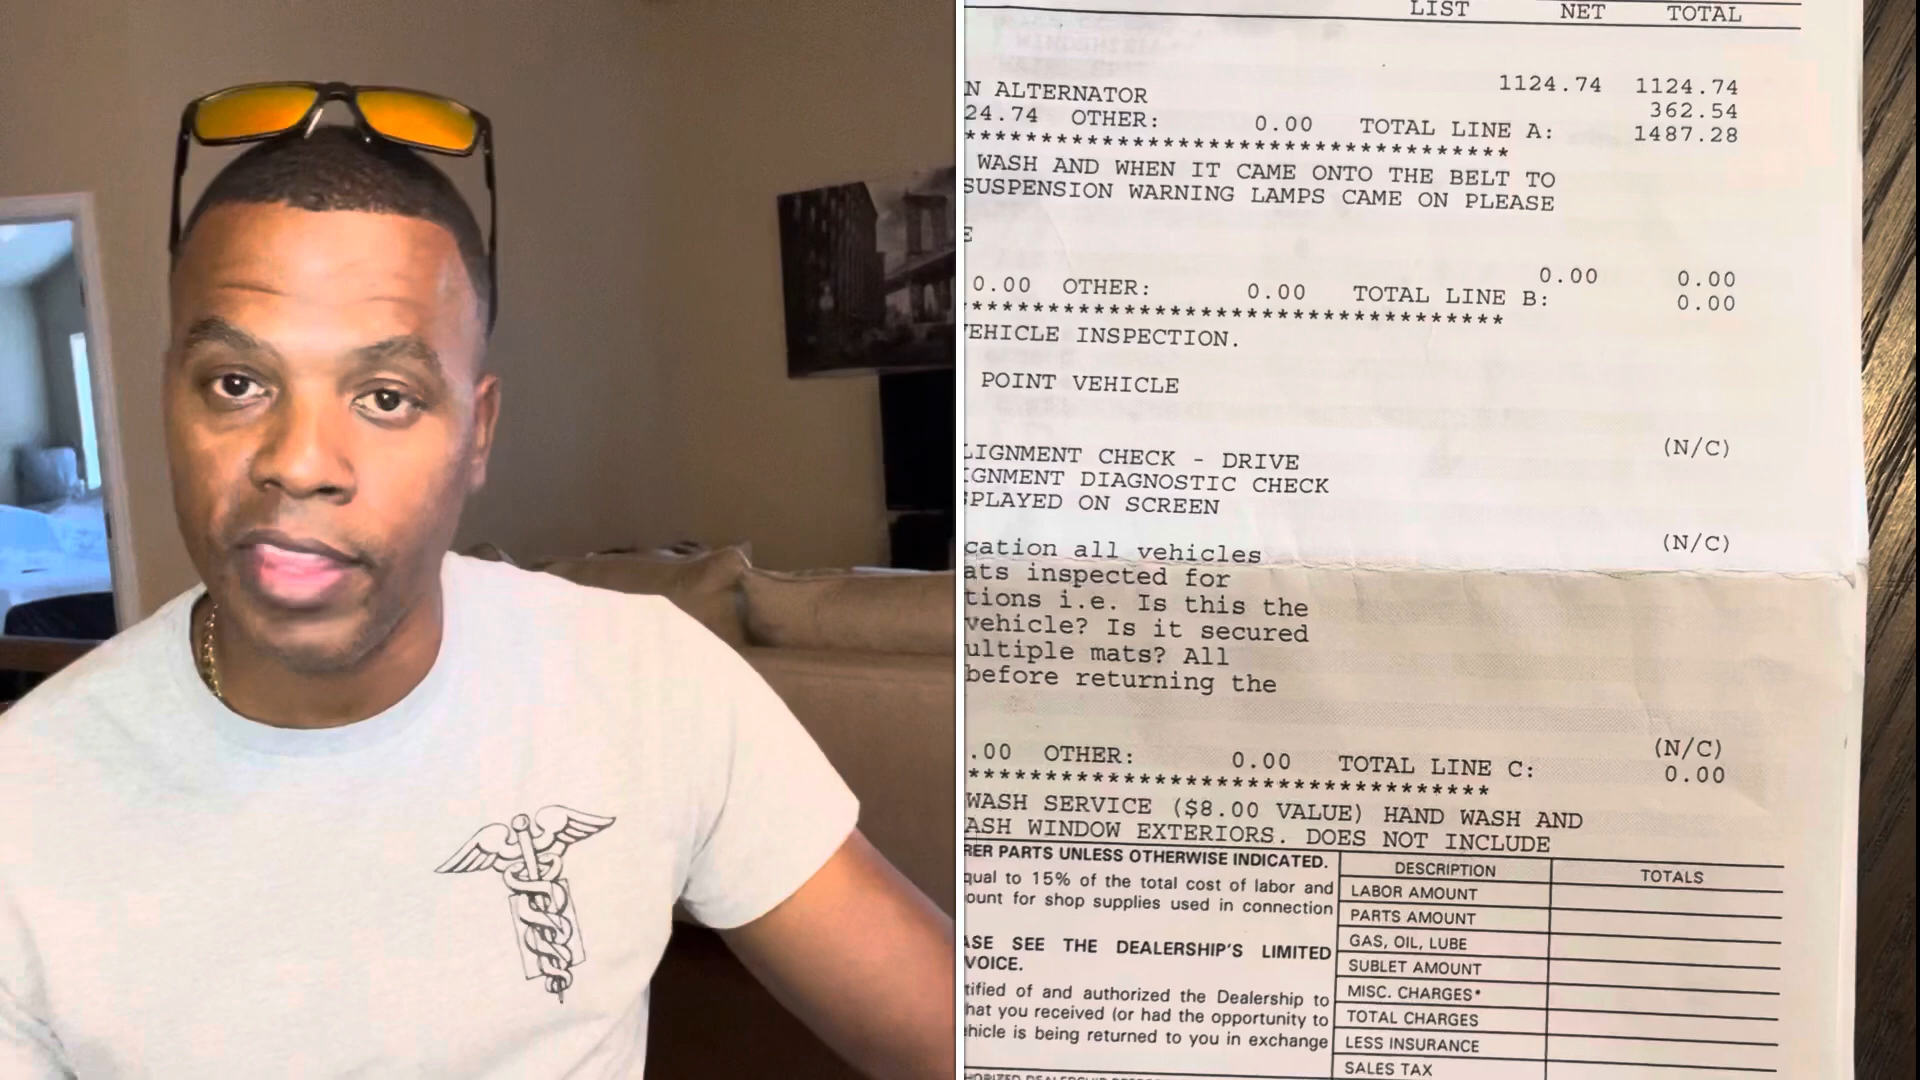 LIST NET TOTAL
1124.74 1124.74
N ALTERNATOR 362.54
24.74 OTHER: 0.00 TOTAL LINE A: 1487.28
***********************************
WASH AND WHEN IT CAME ONTO THE BELT TO
SUSPENSION WARNING LAMPS CAME ON PLEASE
E
0.00 0.00
0.00 OTHER: 0.00 TOTAL LINE B: 0.00
***********************************
EHICLE INSPECTION.
POINT VEHICLE
(N/C)
LIGNMENT CHECK - DRIVE
IGNMENT DIAGNOSTIC CHECK
SPLAYED ON SCREEN
(N/C)
cation all vehicles
ats inspected for
tions i.e. Is this the
vehicle? Is it secured
ultiple mats? All
before returning the
(N/C)
.00 OTHER: 0.00 TOTAL LINE C: 0.00
**********************************
WASH SERVICE ($8.00 VALUE) HAND WASH AND
ASH WINDOW EXTERIORS. DOES NOT INCLUDE
RER PARTS UNLESS OTHERWISE INDICATED.
qual to 15% of the total cost of labor and
ount for shop supplies used in connection
ASE SEE THE DEALERSHIP'S LIMITED
VOICE.
tified of and authorized the Dealership to
hat you received (or had the opportunity to
hicle is being returned to you in exchange
DESCRIPTION TOTALS
LABOR AMOUNT
PARTS AMOUNT
GAS, OIL, LUBE
SUBLET AMOUNT
MISC. CHARGES*
TOTAL CHARGES
LESS INSURANCE
SALES TAX